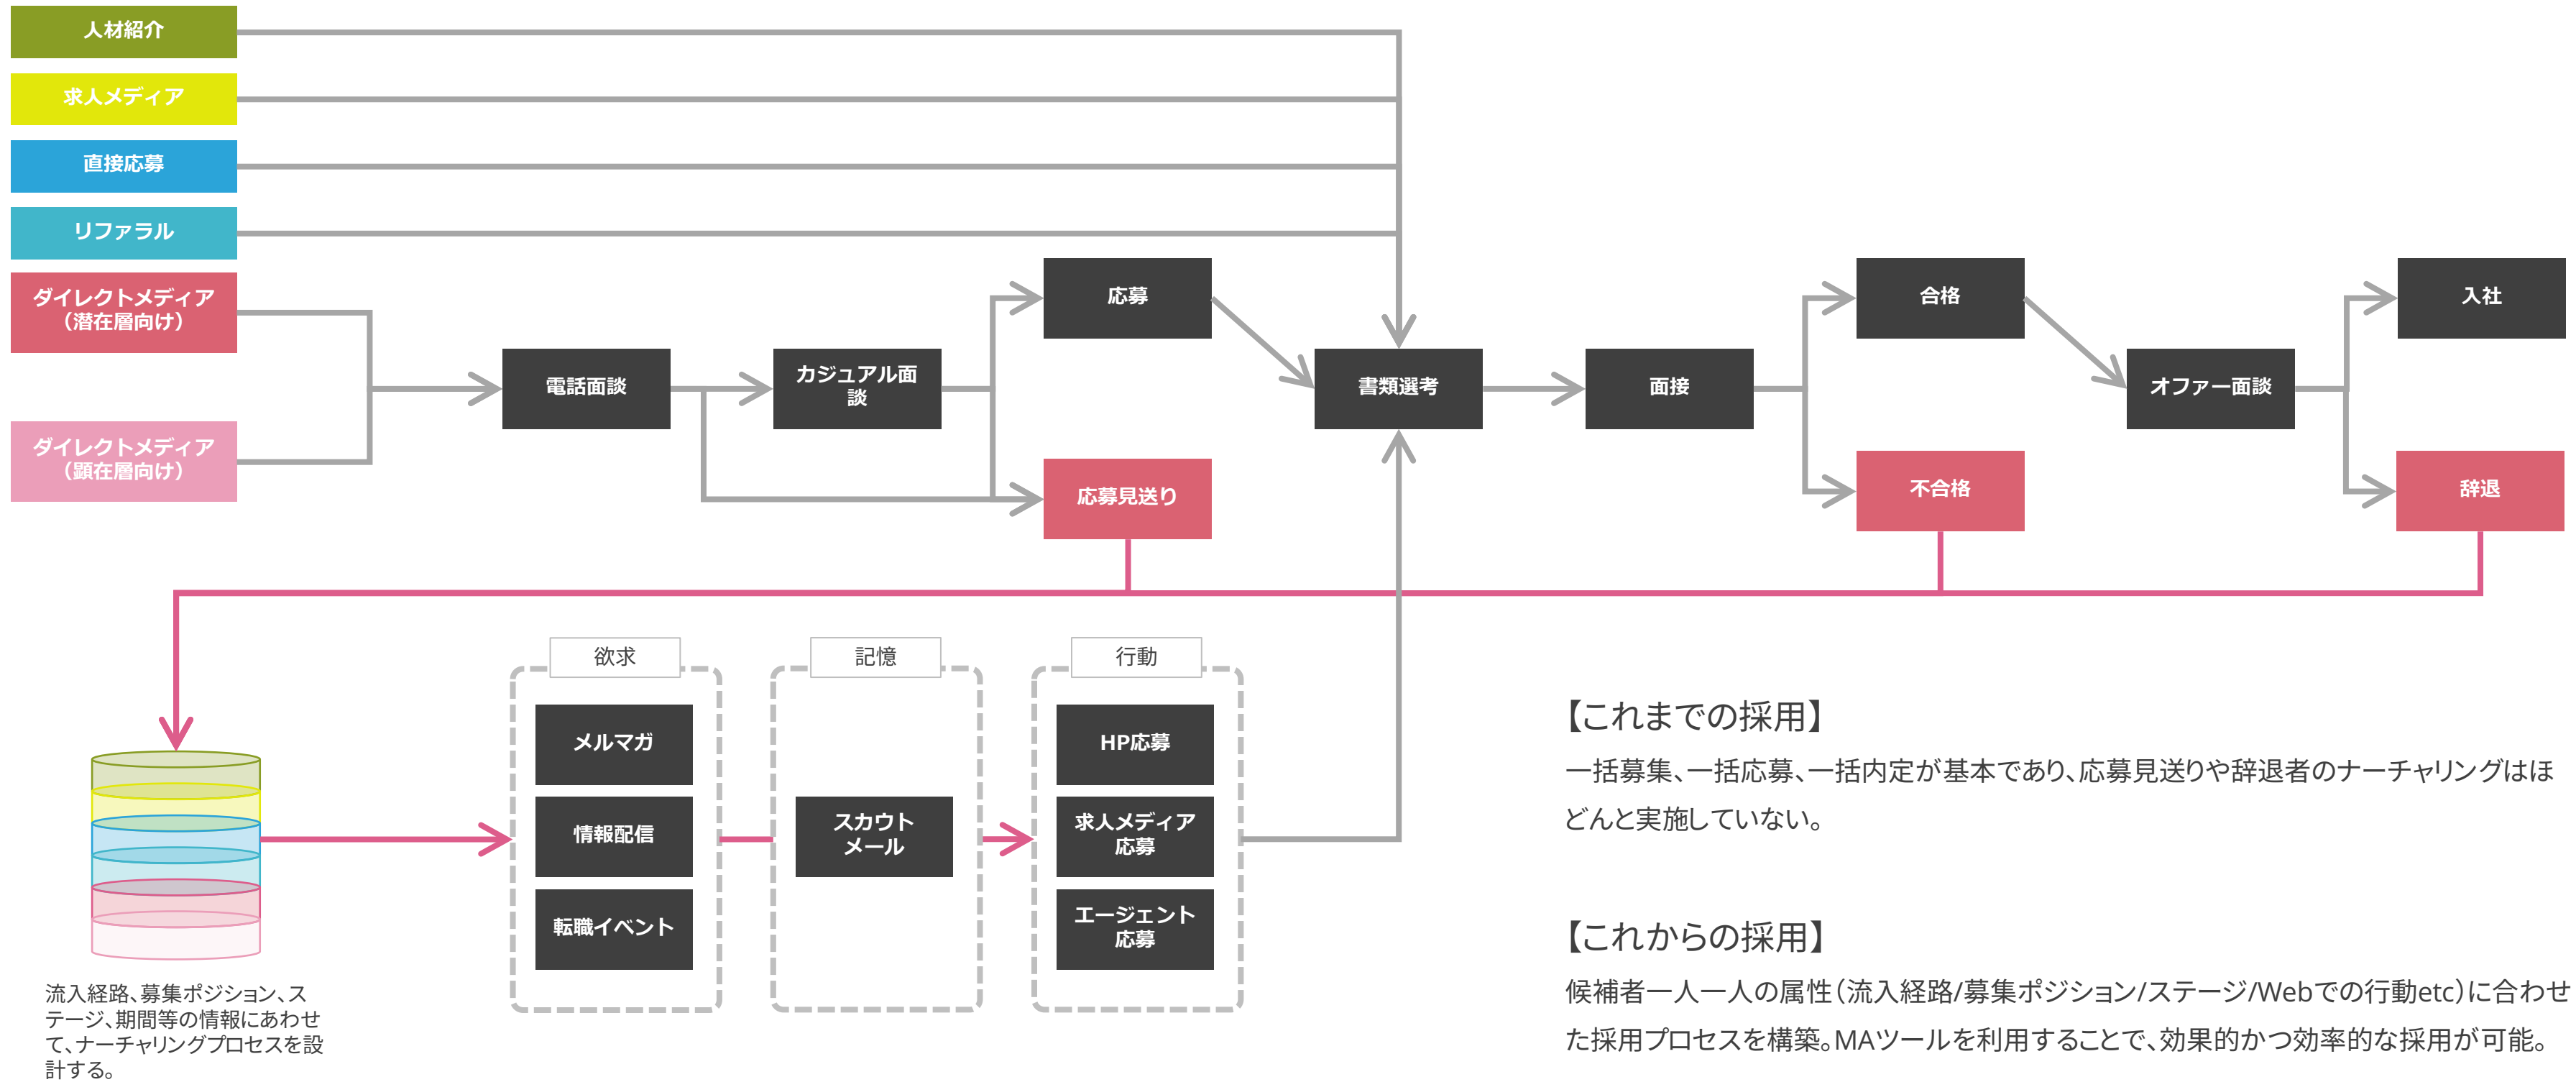 人材紹介
求人メディア
直接応募
リファラル
ダイレクトメディア
（潜在層向け）
ダイレクトメディア
（顕在層向け）
電話面談
カジュアル面
談
応募
応募見送り
書類選考
面接
合格
不合格
オファー面談
入社
辞退
欲求
メルマガ
情報配信
転職イベント
記憶
スカウト
メール
行動
HP応募
求人メディア
応募
エージェント
応募
流入経路、募集ポジション、ス
テージ、期間等の情報にあわせ
て、ナーチャリングプロセスを設
計する。
【これまでの採用】
一括募集、一括応募、一括内定が基本であり、応募見送りや辞退者のナーチャリングはほ
どんと実施していない。
【これからの採用】
候補者一人一人の属性（流入経路/募集ポジション/ステージ/Webでの行動etc）に合わせ
た採用プロセスを構築。MAツールを利用することで、効果的かつ効率的な採用が可能。